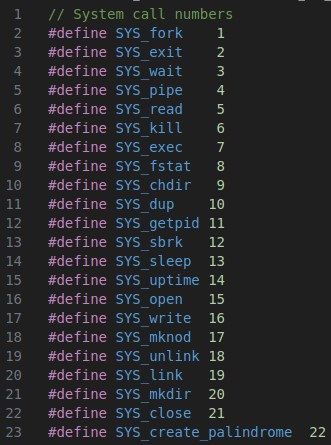 1 // System call numbers
2 #define SYS_fork 1
3 #define SYS_exit 2
4 #define SYS_wait 3
5 #define SYS_pipe 4
6 #define SYS_read 5
7 #define SYS_kill 6
8 #define SYS_exec 7
9 #define SYS_fstat 8
10 #define SYS_chdir 9
11 #define SYS_dup 10
12 #define SYS_getpid 11
13 #define SYS_sbrk 12
14 #define SYS_sleep 13
15 #define SYS_uptime 14
16 #define SYS_open 15
17 #define SYS_write 16
18 #define SYS_mknod 17
19 #define SYS_unlink 18
20 #define SYS_link 19
21 #define SYS_mkdir 20
22 #define SYS_close 21
23 #define SYS_create_palindrome 22